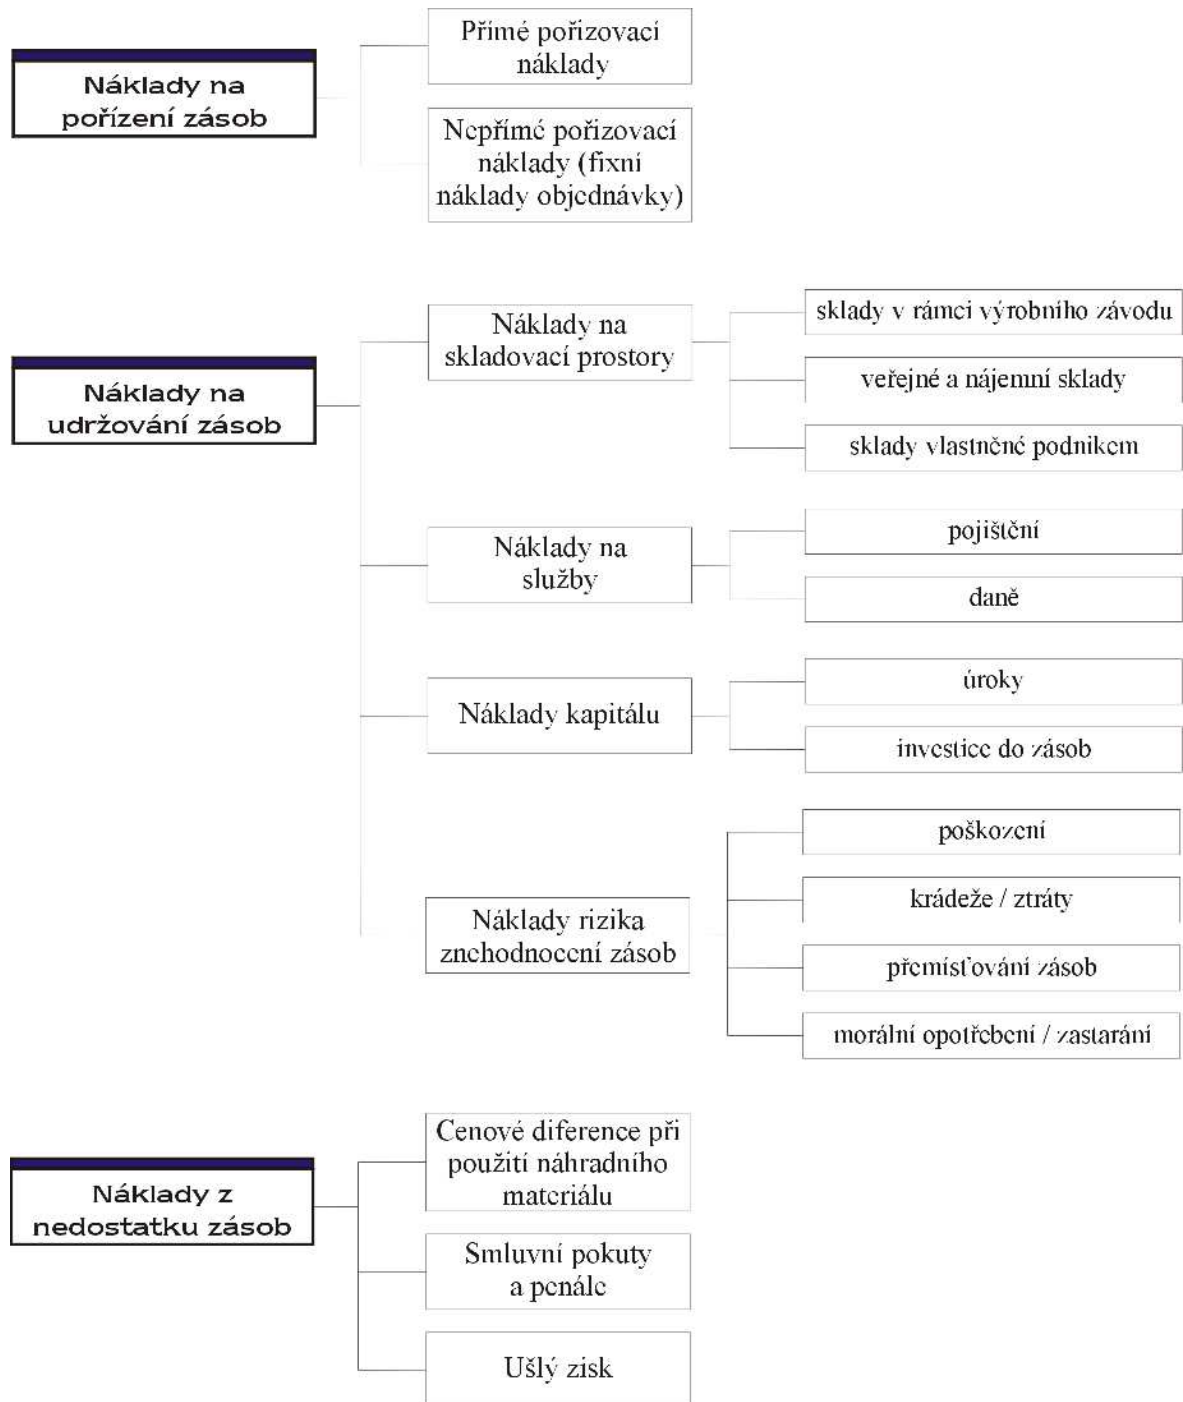 Náklady na
pořízení zásob
Přímé pořizovací
náklady
Nepřímé pořizovací
náklady (fixní
náklady objednávky)
Náklady na
udržování zásob
Náklady na
skladovací prostory
sklady v rámci výrobního závodu
veřejné a nájemní sklady
sklady vlastněné podnikem
Náklady na
služby
pojištění
daně
Náklady kapitálu
úroky
investice do zásob
Náklady rizika
znehodnocení zásob
poškození
krádeže / ztráty
přemísťování zásob
morální opotřebení / zastarání
Náklady z
nedostatku zásob
Cenové diference při
použití náhradního
materiálu
Smluvní pokuty
a penále
Ušlý zisk